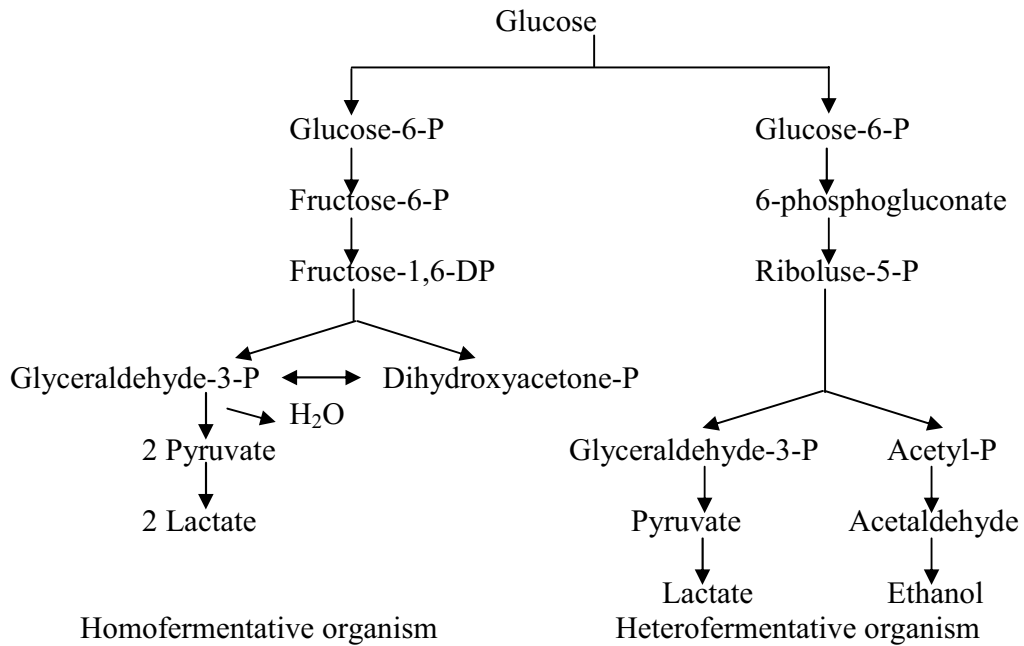 Glucose
Glucose-6-P
Glucose-6-P
Fructose-6-P
6-phosphogluconate
Fructose-1,6-DP
Riboluse-5-P
Glyceraldehyde-3-P
Dihydroxyacetone-P
H₂O
2 Pyruvate
Glyceraldehyde-3-P
Acetyl-P
2 Lactate
Pyruvate
Acetaldehyde
Lactate
Ethanol
Homofermentative organism
Heterofermentative organism